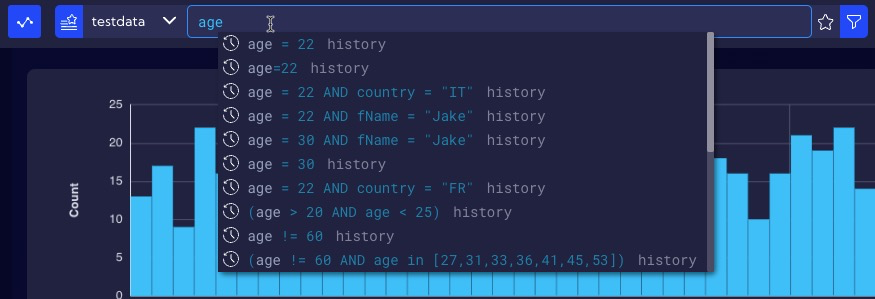 testdata
age
age = 22 history
age=22 history
age = 22 AND country = "IT" history
age = 22 AND fName = "Jake" history
age = 30 AND fName = "Jake" history
age = 30 history
age = 22 AND country = "FR" history
(age > 20 AND age < 25) history
age != 60 history
(age != 60 AND age in [27,31,33,36,41,45,53]) history
Count
25
20
15
10
5
0